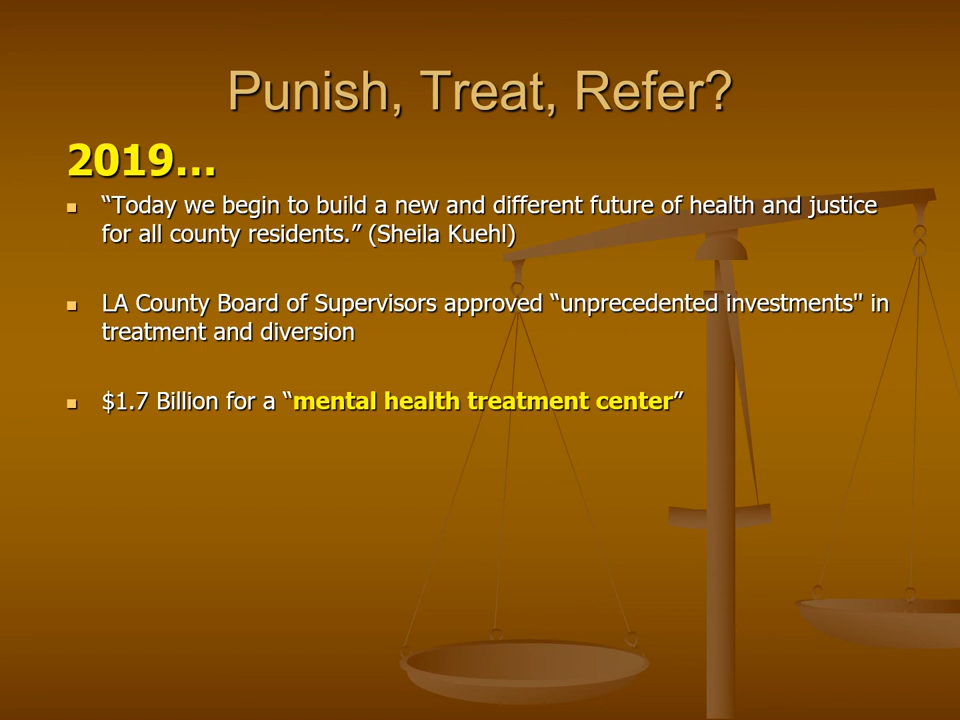 Punish, Treat, Refer?
2019…
“Today we begin to build a new and different future of health and justice
for all county residents.” (Sheila Kuehl)
LA County Board of Supervisors approved “unprecedented investments" in
treatment and diversion
$1.7 Billion for a “mental health treatment center”